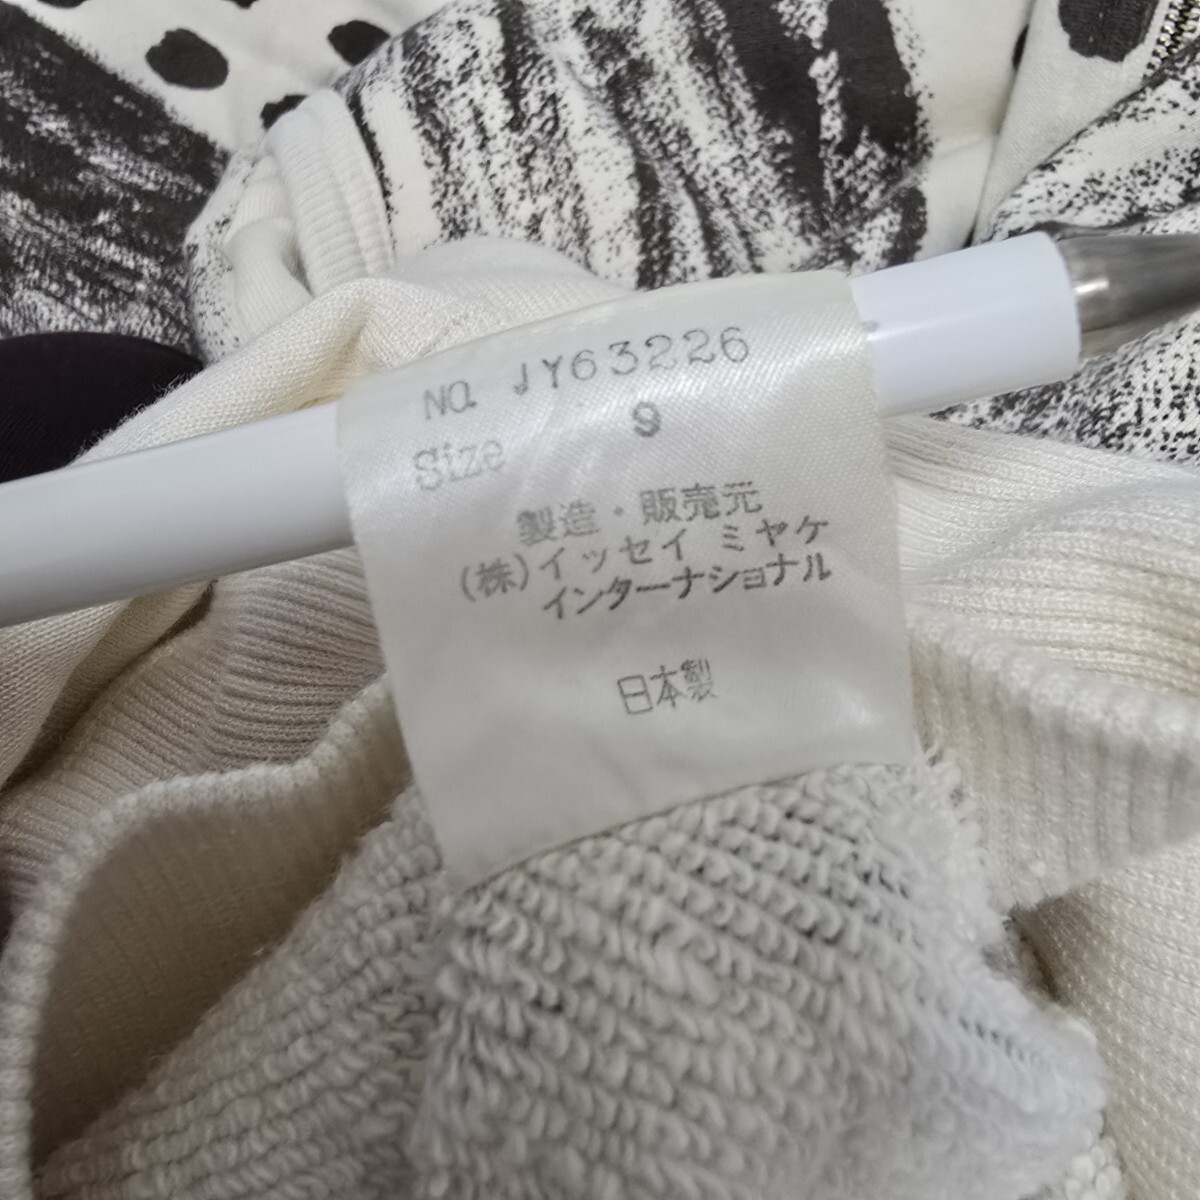 NO. JY63226
Size 9
製造・販売元
(株)イッセイ ミヤケ
インターナショナル
日本製